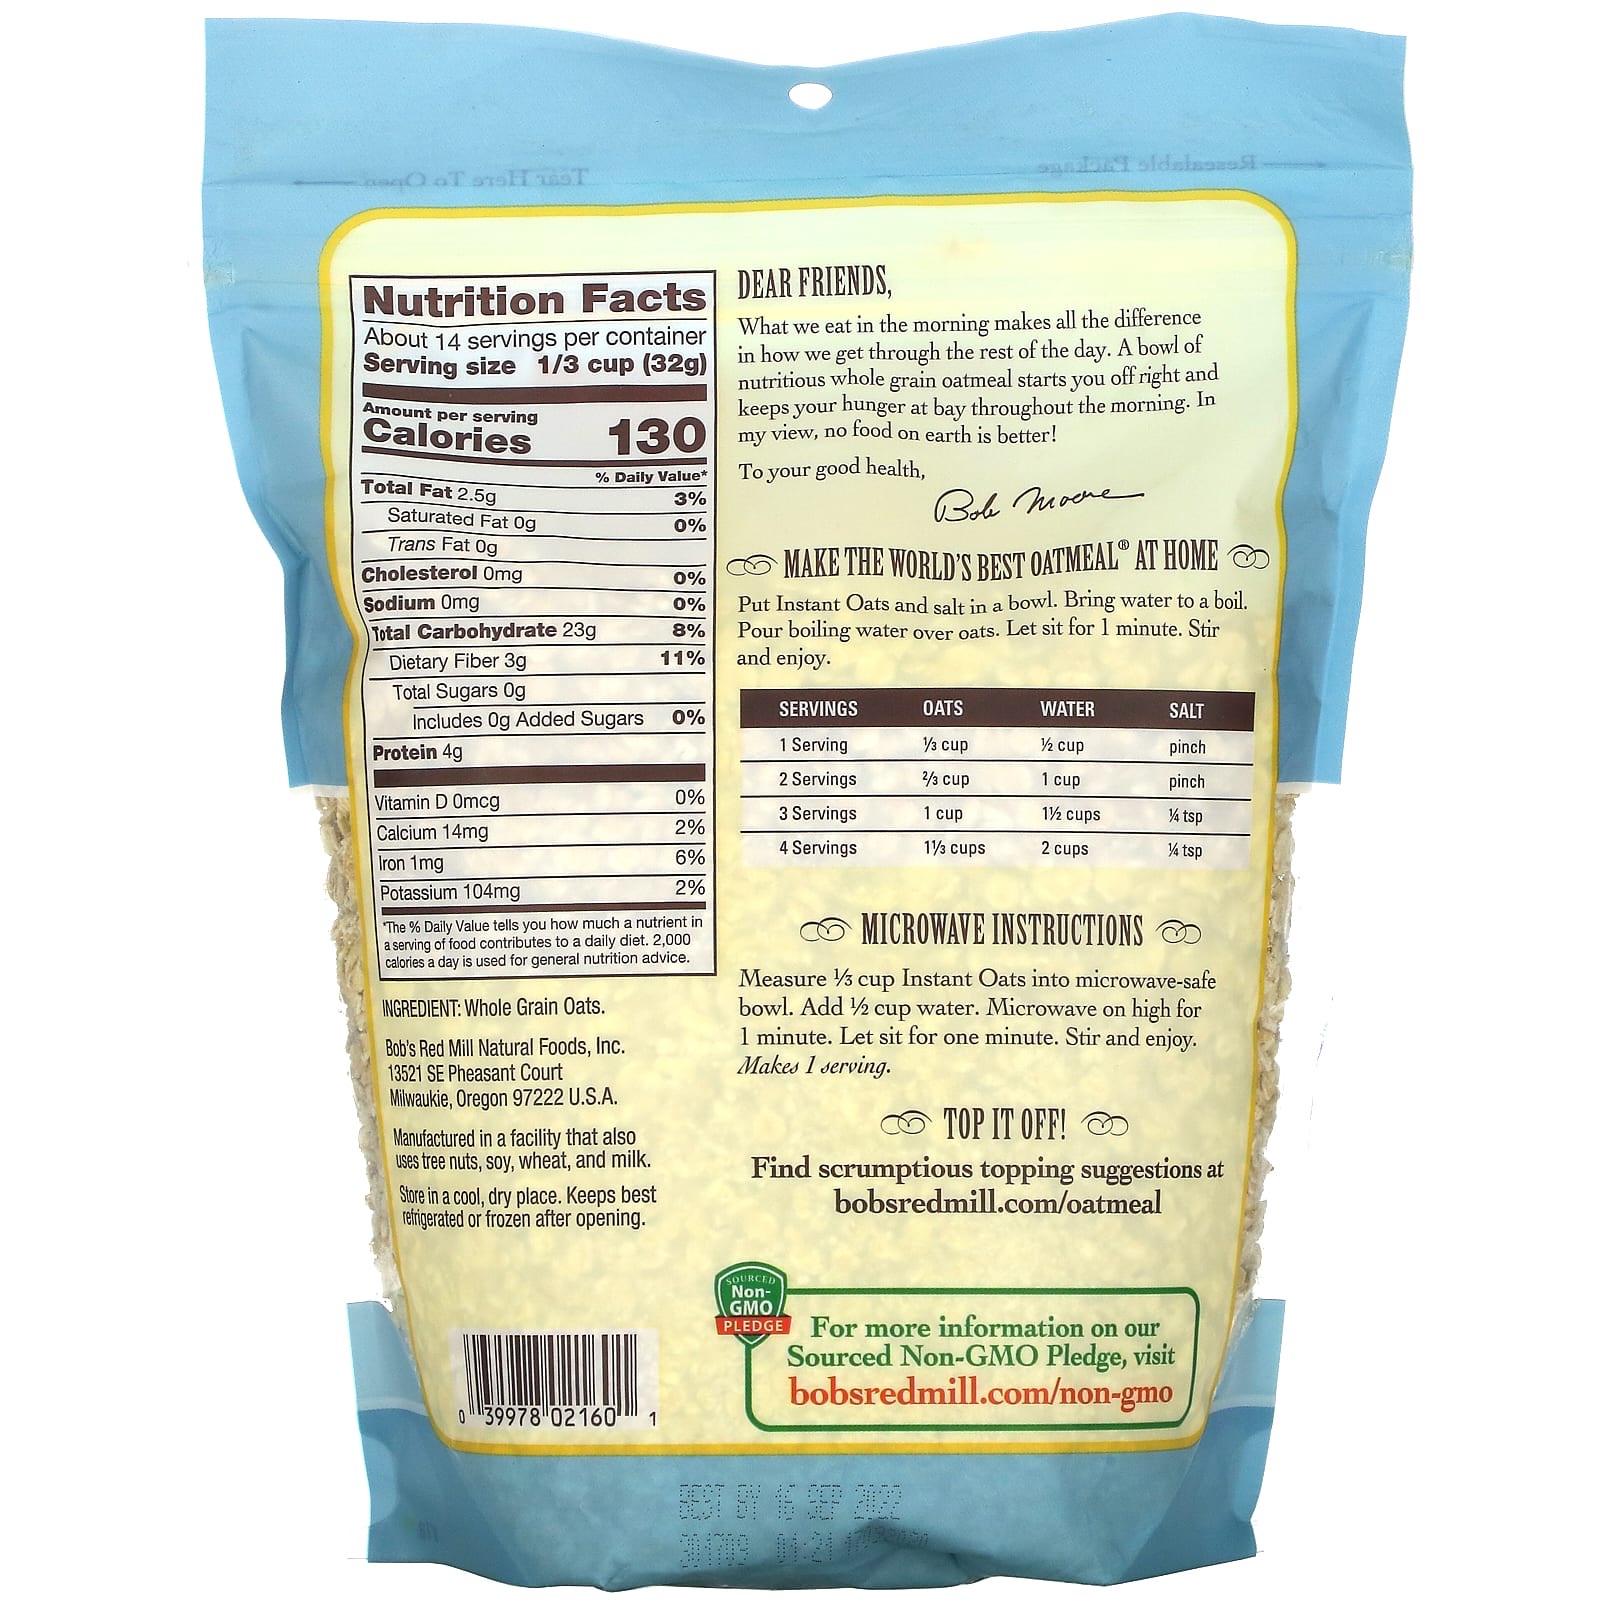 Tear Here To Open
Resealable Package
Nutrition Facts
About 14 servings per container
Serving size 1/3 cup (32g)
Amount per serving
Calories 130
% Daily Value*
Total Fat 2.5g 3%
Saturated Fat 0g 0%
Trans Fat 0g
Cholesterol 0mg 0%
Sodium 0mg 0%
Total Carbohydrate 23g 8%
Dietary Fiber 3g 11%
Total Sugars 0g
Includes 0g Added Sugars 0%
Protein 4g
Vitamin D 0mcg 0%
Calcium 14mg 2%
Iron 1mg 6%
Potassium 104mg 2%
*The % Daily Value tells you how much a nutrient in
a serving of food contributes to a daily diet. 2,000
calories a day is used for general nutrition advice.
INGREDIENT: Whole Grain Oats.
Bob's Red Mill Natural Foods, Inc.
13521 SE Pheasant Court
Milwaukie, Oregon 97222 U.S.A.
Manufactured in a facility that also
uses tree nuts, soy, wheat, and milk.
Store in a cool, dry place. Keeps best
refrigerated or frozen after opening.
0 39978 02160 1
DEAR FRIENDS,
What we eat in the morning makes all the difference
in how we get through the rest of the day. A bowl of
nutritious whole grain oatmeal starts you off right and
keeps your hunger at bay throughout the morning. In
my view, no food on earth is better!
To your good health,
Bob Moore
MAKE THE WORLD'S BEST OATMEAL® AT HOME
Put Instant Oats and salt in a bowl. Bring water to a boil.
Pour boiling water over oats. Let sit for 1 minute. Stir
and enjoy.
SERVINGS OATS WATER SALT
1 Serving ⅓ cup ½ cup pinch
2 Servings ⅔ cup 1 cup pinch
3 Servings 1 cup 1½ cups ¼ tsp
4 Servings 1⅓ cups 2 cups ¼ tsp
MICROWAVE INSTRUCTIONS
Measure ⅓ cup Instant Oats into microwave-safe
bowl. Add ½ cup water. Microwave on high for
1 minute. Let sit for one minute. Stir and enjoy.
Makes 1 serving.
TOP IT OFF!
Find scrumptious topping suggestions at
bobsredmill.com/oatmeal
SOURCED
Non-
GMO
PLEDGE
For more information on our
Sourced Non-GMO Pledge, visit
bobsredmill.com/non-gmo
BEST BY 16 SEP 2022